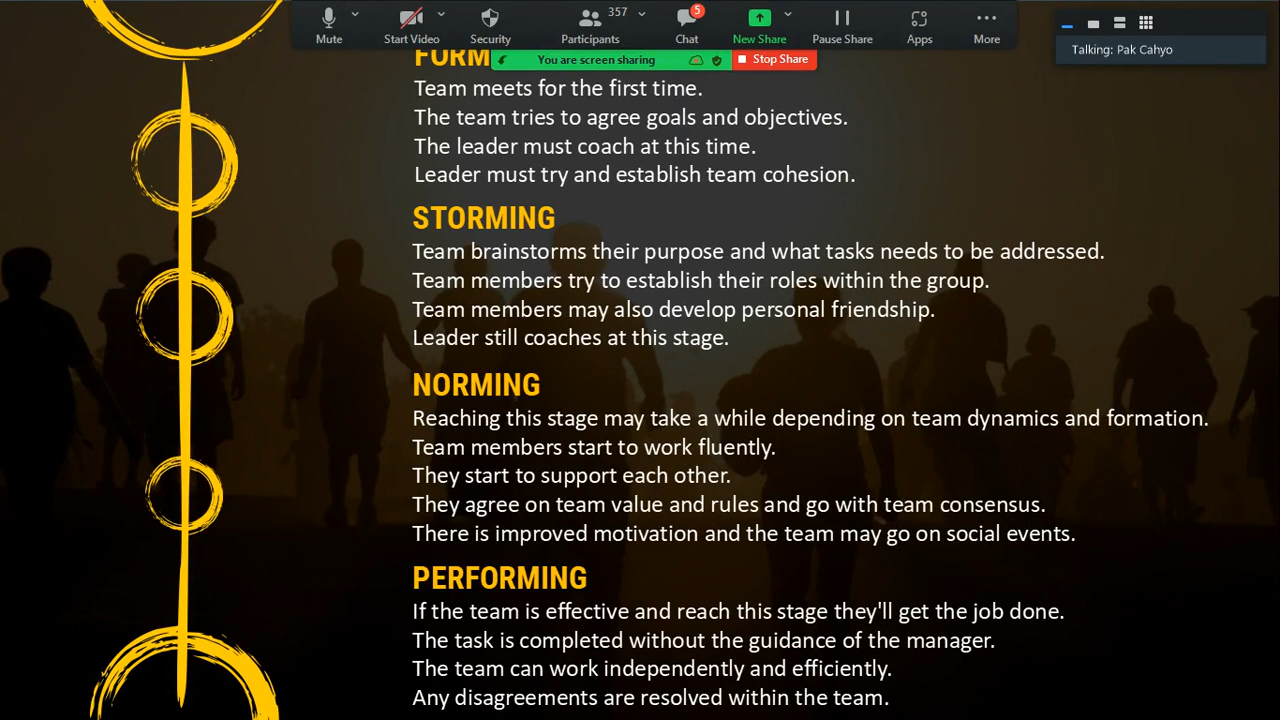 357
5
Mute
Start Video
Security
Participants
Chat
New Share
Pause Share
Apps
More
Talking: Pak Cahyo
You are screen sharing
Stop Share
FORM
Team meets for the first time.
The team tries to agree goals and objectives.
The leader must coach at this time.
Leader must try and establish team cohesion.
STORMING
Team brainstorms their purpose and what tasks needs to be addressed.
Team members try to establish their roles within the group.
Team members may also develop personal friendship.
Leader still coaches at this stage.
NORMING
Reaching this stage may take a while depending on team dynamics and formation.
Team members start to work fluently.
They start to support each other.
They agree on team value and rules and go with team consensus.
There is improved motivation and the team may go on social events.
PERFORMING
If the team is effective and reach this stage they'll get the job done.
The task is completed without the guidance of the manager.
The team can work independently and efficiently.
Any disagreements are resolved within the team.